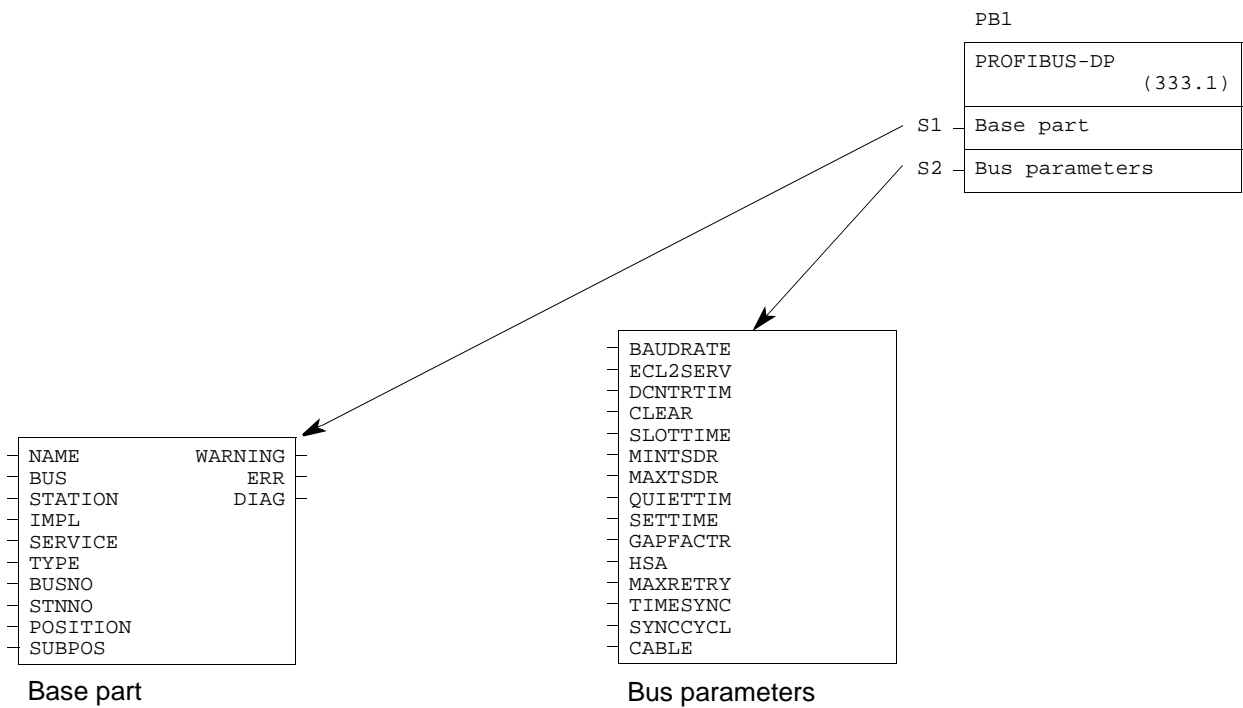 PB1
PROFIBUS-DP
(333.1)
S1 Base part
S2 Bus parameters
BAUDRATE
ECL2SERV
DCNTRTIM
CLEAR
SLOTTIME
MINTSDR
MAXTSDR
QUIETTIM
SETTIME
GAPFACTR
HSA
MAXRETRY
TIMESYNC
SYNCCYCL
CABLE
Bus parameters
NAME WARNING
BUS ERR
STATION DIAG
IMPL
SERVICE
TYPE
BUSNO
STNNO
POSITION
SUBPOS
Base part